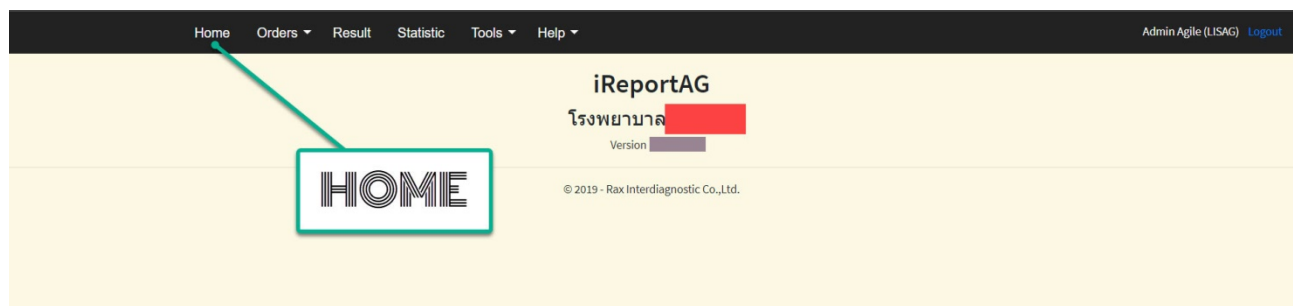 Home Orders Result Statistic Tools Help Admin Agile (LISAG) Logout
iReportAG
โรงพยาบาล
Version
HOME
© 2019 - Rax Interdiagnostic Co.,Ltd.